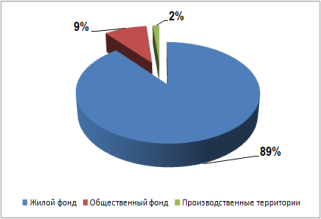 2%
9%
89%
Жилой фонд Общественный фонд Производственные территории